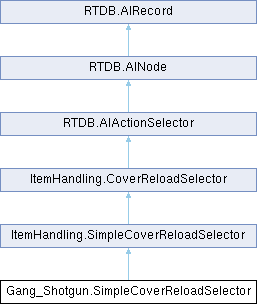 RTDB.AIRecord
RTDB.AINode
RTDB.AIActionSelector
ItemHandling.CoverReloadSelector
ItemHandling.SimpleCoverReloadSelector
Gang_Shotgun.SimpleCoverReloadSelector